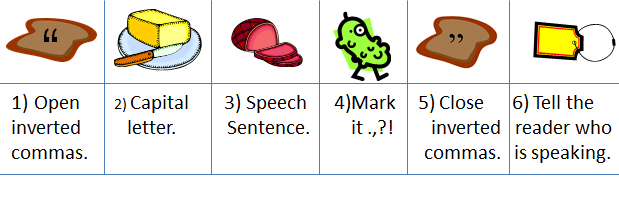 “
”
1) Open
inverted
commas.
2) Capital
letter.
3) Speech
Sentence.
4)Mark
it .,?!
5) Close
inverted
commas.
6) Tell the
reader who
is speaking.